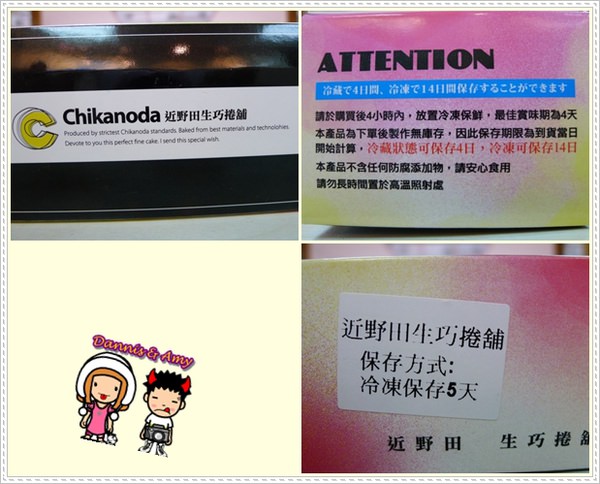 Chikanoda 近野田生巧捲舖
Produced by strictest Chikanoda standards. Baked from best materials and technolohies.
Devote to you this perfect fine cake. I send this special wish.
ATTENTION
冷蔵で4日間、冷凍で14日間保存することができます
請於購買後4小時內，放置冷凍保鮮，最佳賞味期為4天
本產品為下單後製作無庫存，因此保存期限為到貨當日
開始計算，冷藏狀態可保存4日，冷凍可保存14日
本產品不含任何防腐添加物，請安心食用
請勿長時間置於高溫照射處
Dannis & Amy
近野田生巧捲舖
保存方式:
冷凍保存5天
近野田 生巧捲舖